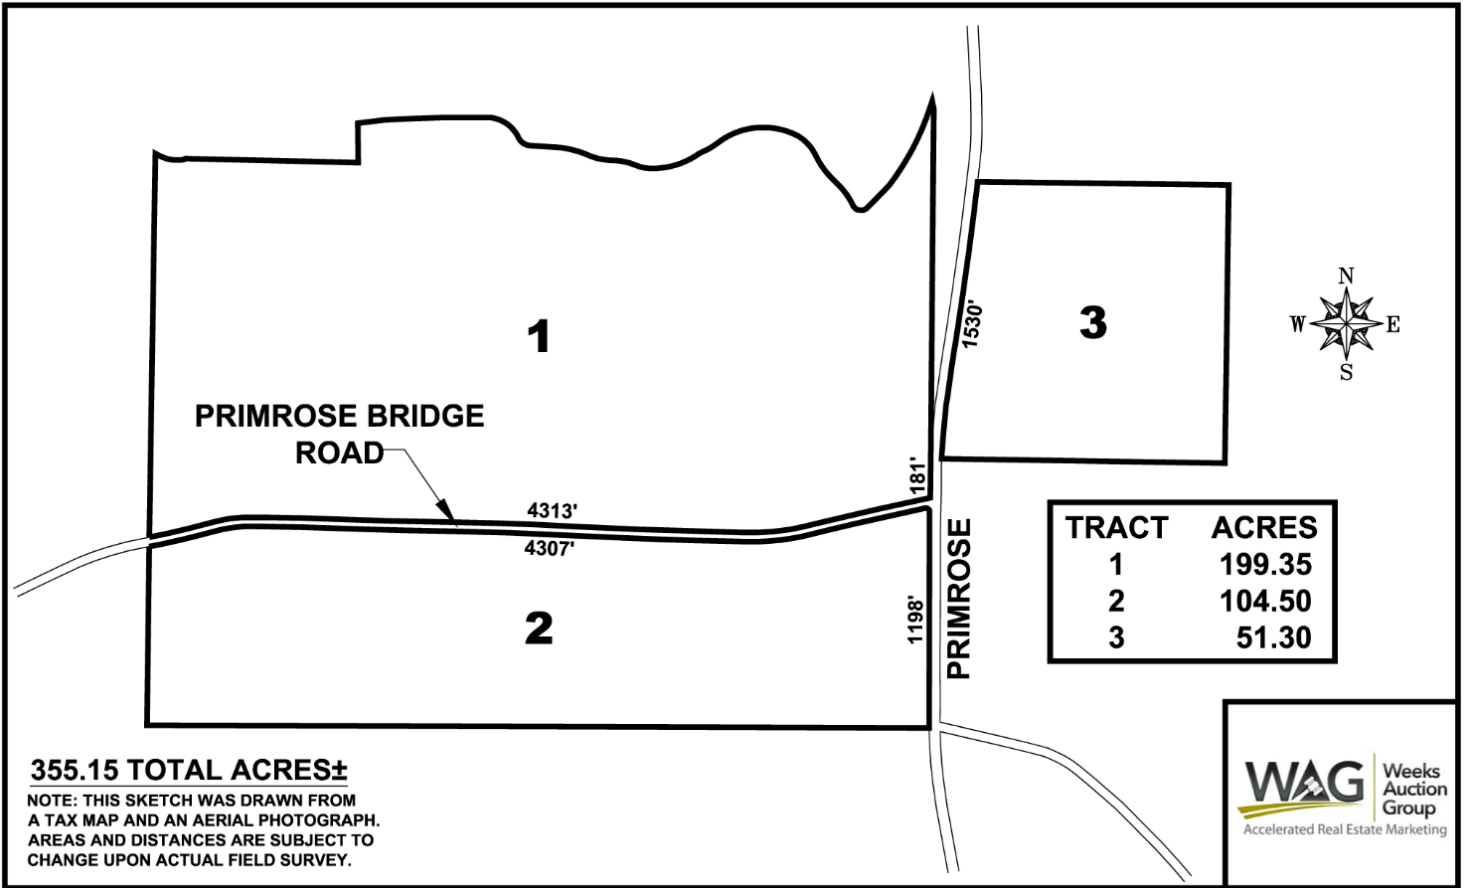 N
W E
S
1
3
1530'
PRIMROSE BRIDGE
ROAD
181'
4313'
4307'
2
1198'
PRIMROSE
TRACT ACRES
1 199.35
2 104.50
3 51.30
355.15 TOTAL ACRES±
NOTE: THIS SKETCH WAS DRAWN FROM
A TAX MAP AND AN AERIAL PHOTOGRAPH.
AREAS AND DISTANCES ARE SUBJECT TO
CHANGE UPON ACTUAL FIELD SURVEY.
WAG
Weeks
Auction
Group
Accelerated Real Estate Marketing